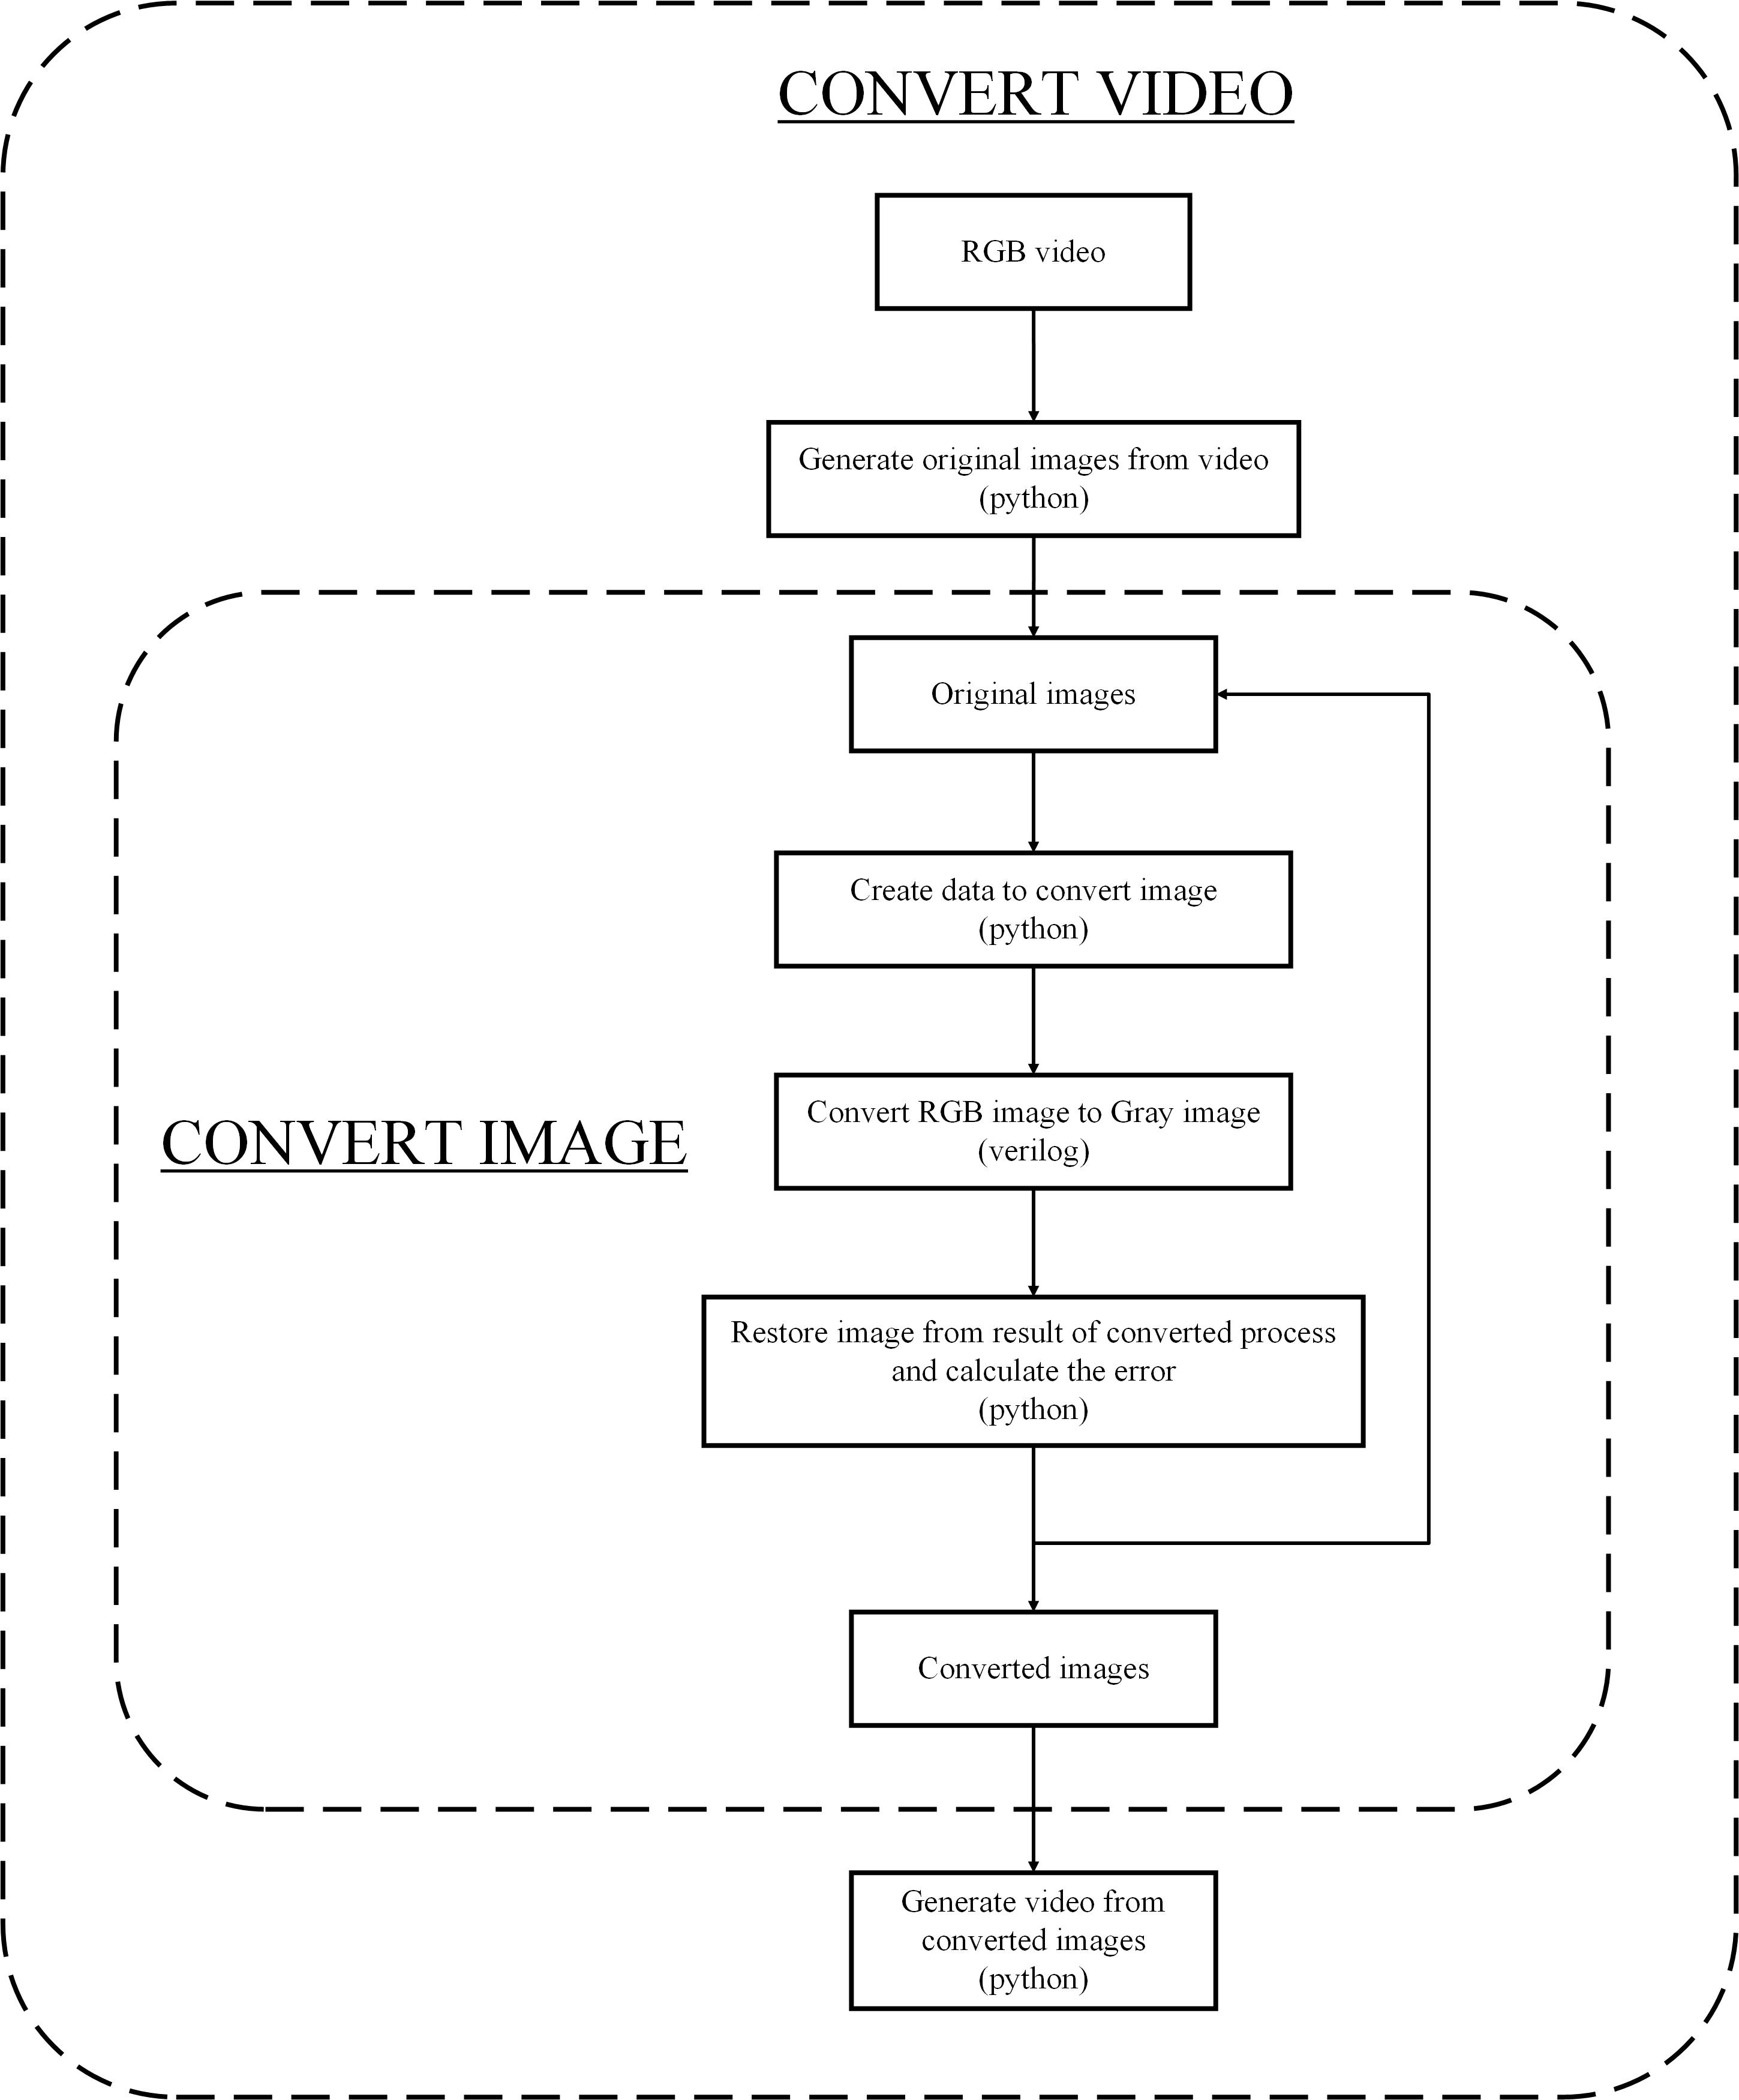 CONVERT VIDEO
RGB video
Generate original images from video
(python)
Original images
Create data to convert image
(python)
Convert RGB image to Gray image
(verilog)
CONVERT IMAGE
Restore image from result of converted process
and calculate the error
(python)
Converted images
Generate video from
converted images
(python)